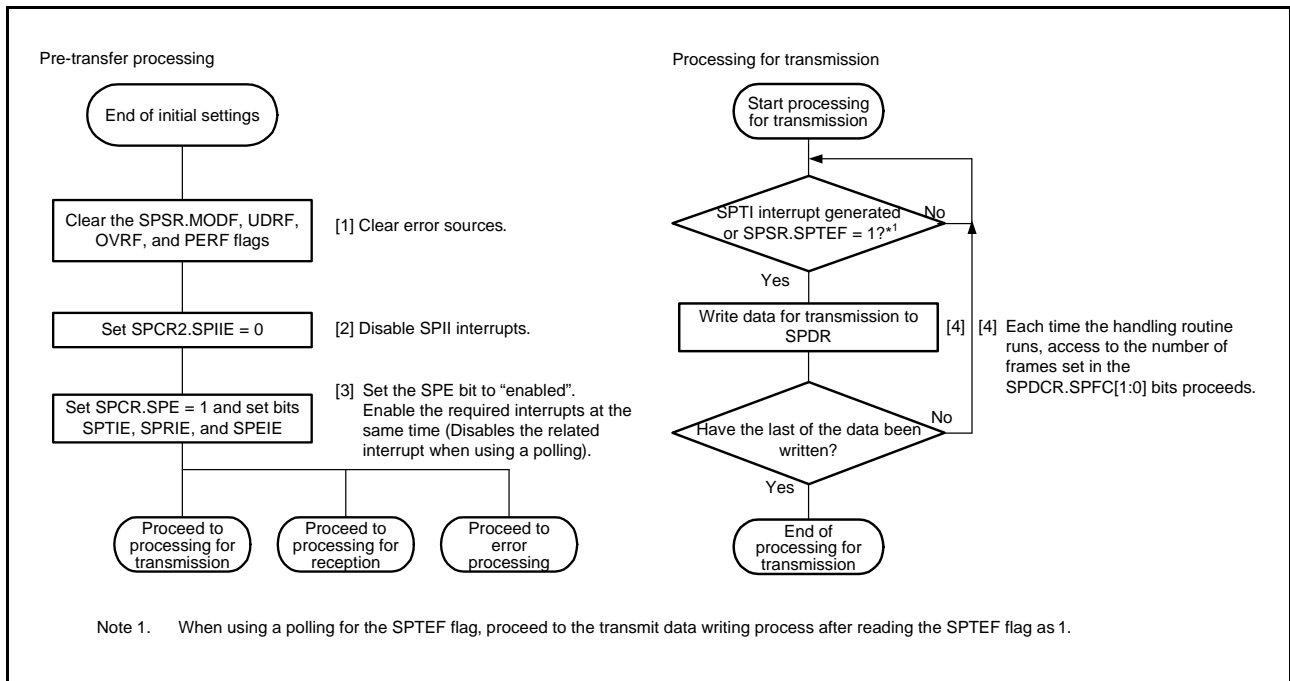 Pre-transfer processing
End of initial settings
Clear the SPSR.MODF, UDRF,
OVRF, and PERF flags
[1] Clear error sources.
Set SPCR2.SPIIE = 0
[2] Disable SPII interrupts.
Set SPCR.SPE = 1 and set bits
SPTIE, SPRIE, and SPEIE
[3] Set the SPE bit to “enabled”.
Enable the required interrupts at the
same time (Disables the related
interrupt when using a polling).
Proceed to
processing for
transmission
Proceed to
processing for
reception
Proceed to
error
processing
Processing for transmission
Start processing
for transmission
SPTI interrupt generated
or SPSR.SPTEF = 1?*1
No
Yes
Write data for transmission to
SPDR
[4]
[4] Each time the handling routine
runs, access to the number of
frames set in the
SPDCR.SPFC[1:0] bits proceeds.
Have the last of the data been
written?
No
Yes
End of
processing for
transmission
Note 1. When using a polling for the SPTEF flag, proceed to the transmit data writing process after reading the SPTEF flag as 1.